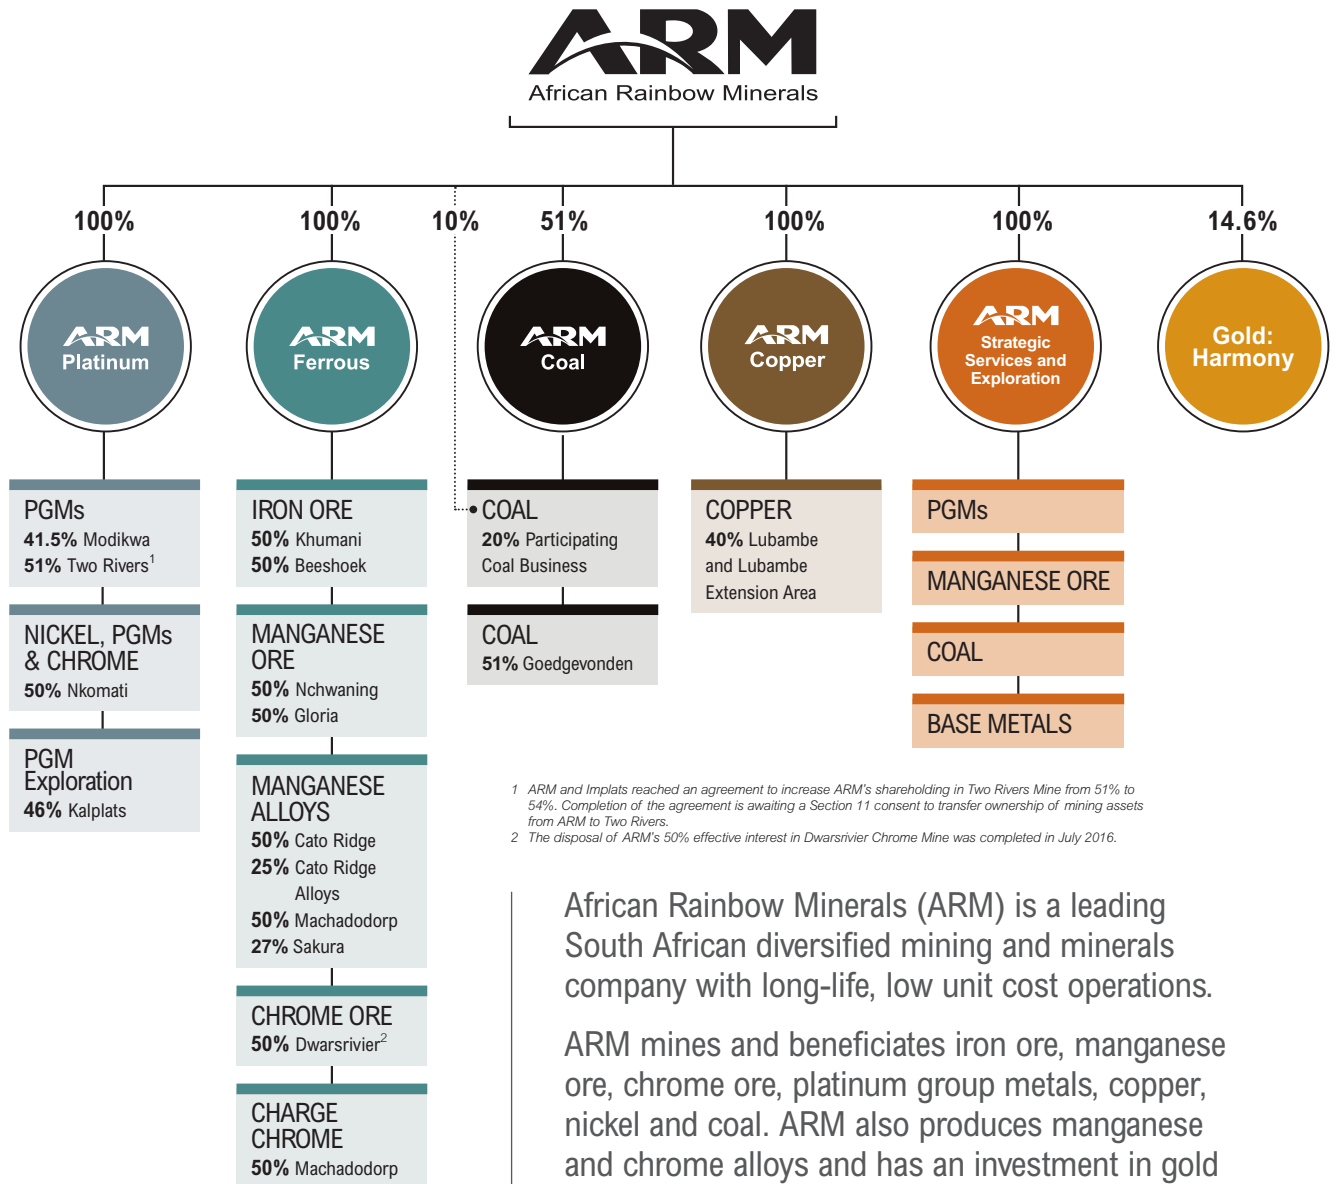 ARM
African Rainbow Minerals
100%
100%
10%
51%
100%
100%
14.6%
ARM
Platinum
ARM
Ferrous
ARM
Coal
ARM
Copper
ARM
Strategic
Services and
Exploration
Gold:
Harmony
PGMs
41.5% Modikwa
51% Two Rivers1
NICKEL, PGMs
& CHROME
50% Nkomati
PGM
Exploration
46% Kalplats
IRON ORE
50% Khumani
50% Beeshoek
MANGANESE
ORE
50% Nchwaning
50% Gloria
MANGANESE
ALLOYS
50% Cato Ridge
25% Cato Ridge
Alloys
50% Machadodorp
27% Sakura
CHROME ORE
50% Dwarsrivier2
CHARGE
CHROME
50% Machadodorp
COAL
20% Participating
Coal Business
COAL
51% Goedgevonden
COPPER
40% Lubambe
and Lubambe
Extension Area
PGMs
MANGANESE ORE
COAL
BASE METALS
1 ARM and Implats reached an agreement to increase ARM's shareholding in Two Rivers Mine from 51% to
54%. Completion of the agreement is awaiting a Section 11 consent to transfer ownership of mining assets
from ARM to Two Rivers.
2 The disposal of ARM's 50% effective interest in Dwarsrivier Chrome Mine was completed in July 2016.
African Rainbow Minerals (ARM) is a leading
South African diversified mining and minerals
company with long-life, low unit cost operations.
ARM mines and beneficiates iron ore, manganese
ore, chrome ore, platinum group metals, copper,
nickel and coal. ARM also produces manganese
and chrome alloys and has an investment in gold